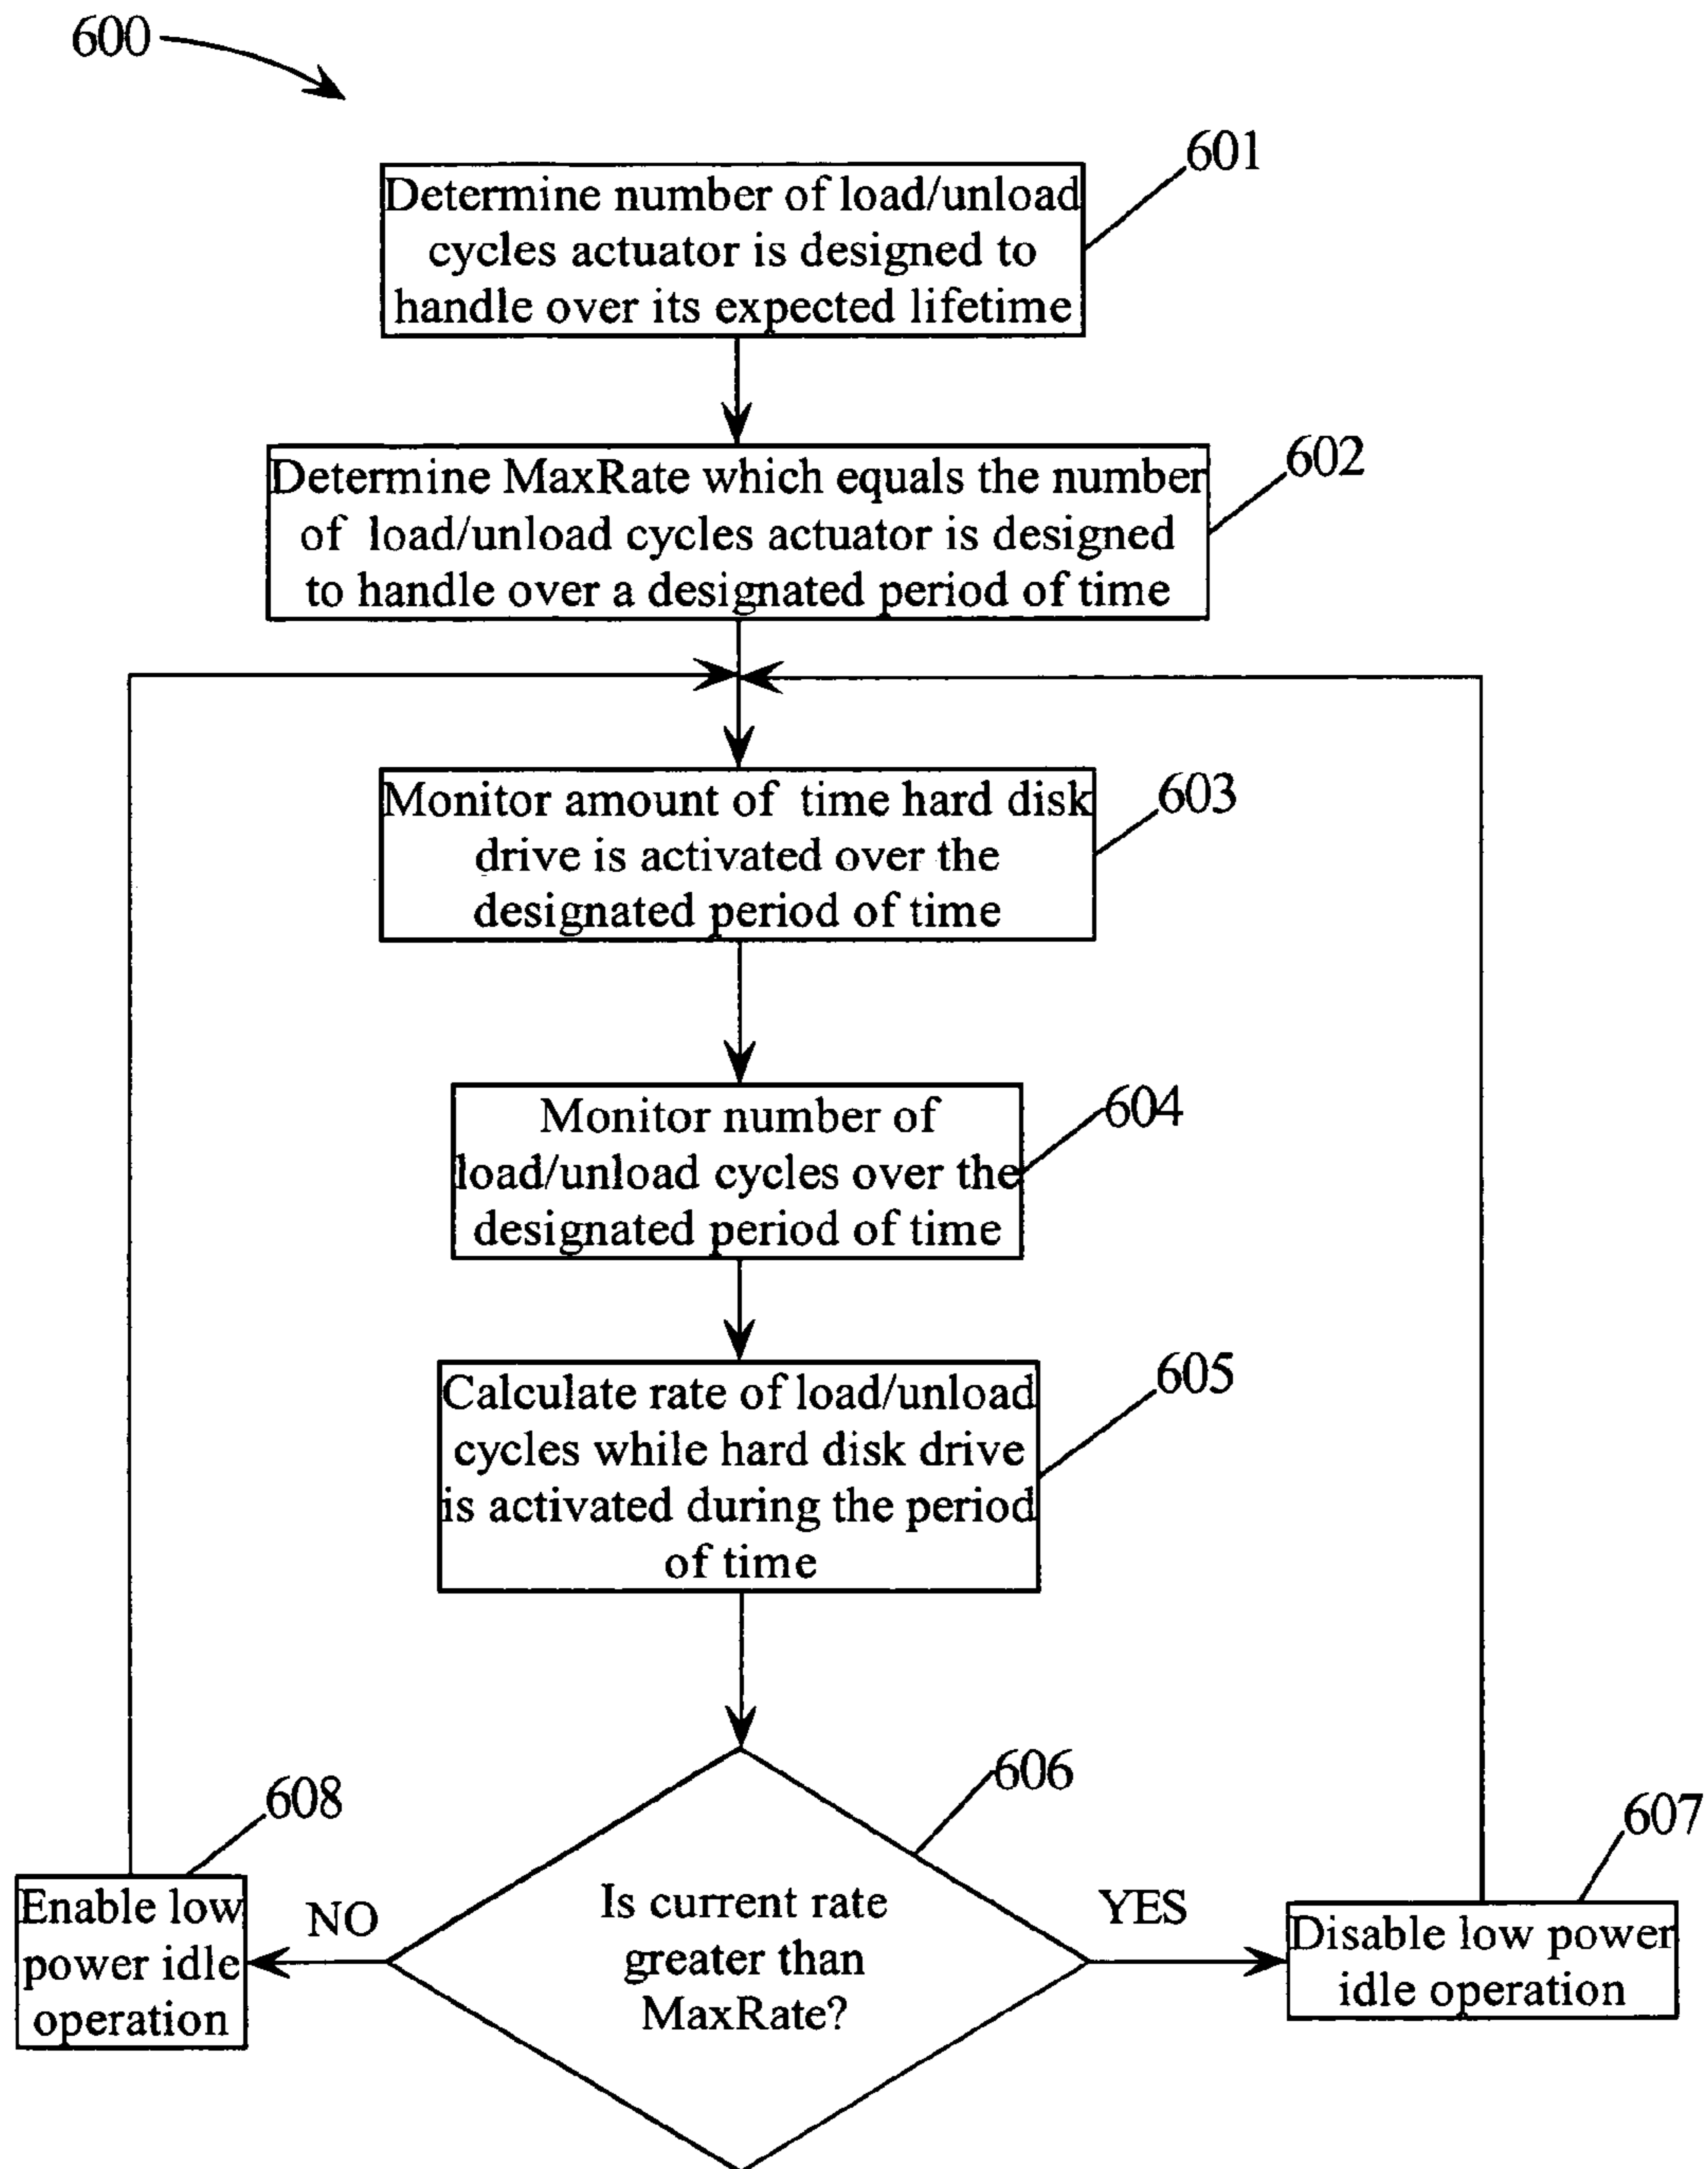 600
601
Determine number of load/unload
cycles actuator is designed to
handle over its expected lifetime
602
Determine MaxRate which equals the number
of load/unload cycles actuator is designed
to handle over a designated period of time
603
Monitor amount of time hard disk
drive is activated over the
designated period of time
604
Monitor number of
load/unload cycles over the
designated period of time
605
Calculate rate of load/unload
cycles while hard disk drive
is activated during the period
of time
606
Is current rate
greater than
MaxRate?
NO
YES
608
Enable low
power idle
operation
607
Disable low power
idle operation